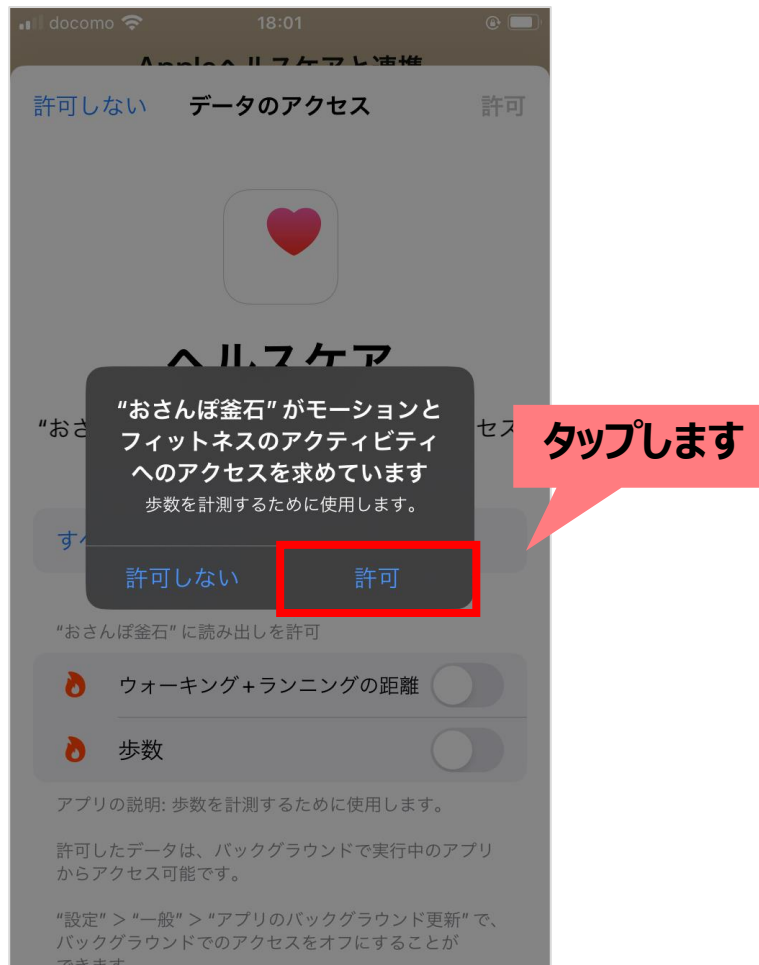 docomo
18:01
Appleヘルスケアと連携
許可しない
データのアクセス
許可
ヘルスケア
"おさ
セス
"おさんぽ釜石" がモーションと
フィットネスのアクティビティ
へのアクセスを求めています
歩数を計測するために使用します。
許可しない
許可
タップします
すべ
"おさんぽ釜石" に読み出しを許可
ウォーキング+ランニングの距離
歩数
アプリの説明: 歩数を計測するために使用します。
許可したデータは、バックグラウンドで実行中のアプリ
からアクセス可能です。
"設定" > "一般" > "アプリのバックグラウンド更新" で、
バックグラウンドでのアクセスをオフにすることが
できます